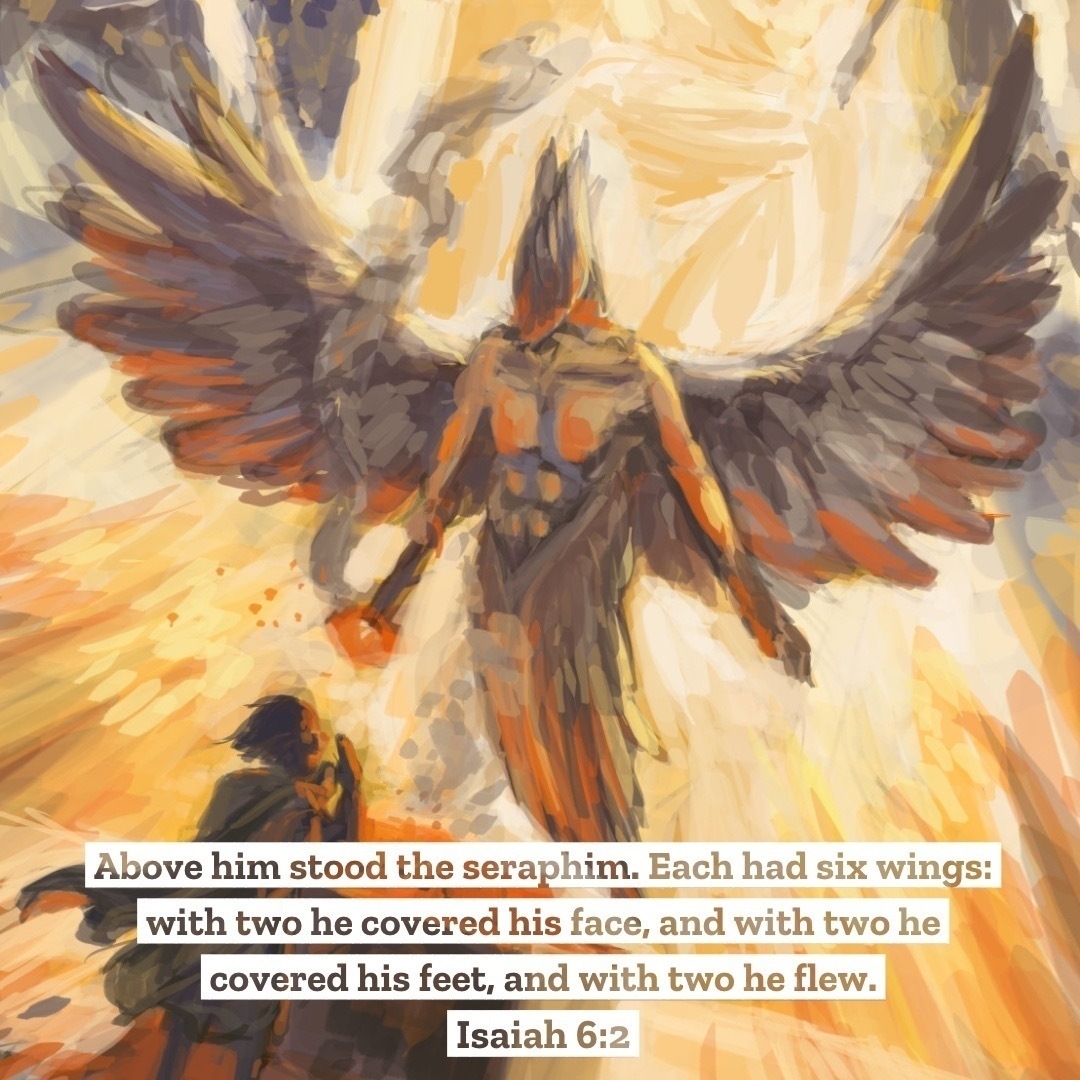 Above him stood the seraphim. Each had six wings:
with two he covered his face, and with two he
covered his feet, and with two he flew.
Isaiah 6:2